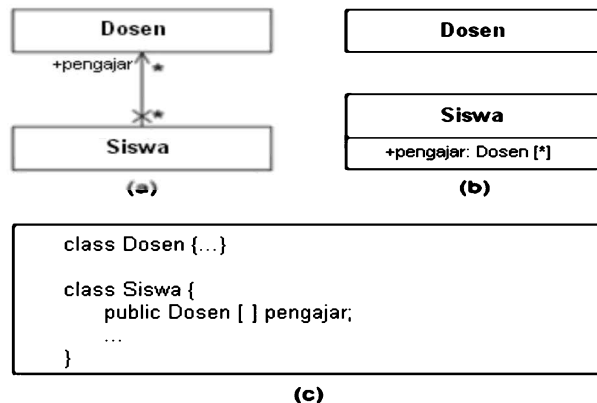 Dosen
+pengajar
*
*
Siswa
(a)
Dosen
Siswa
+pengajar: Dosen [*]
(b)
class Dosen {...}
class Siswa {
public Dosen [ ] pengajar;
...
}
(c)